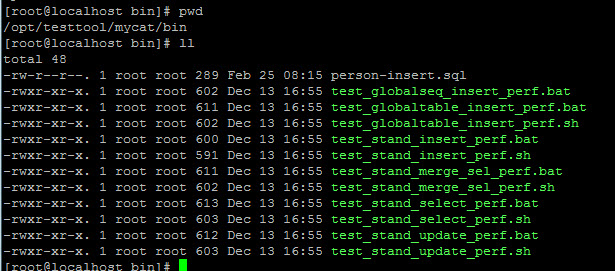 [root@localhost bin]# pwd
/opt/testtool/mycat/bin
[root@localhost bin]# ll
total 48
-rw-r--r--. 1 root root 289 Feb 25 08:15 person-insert.sql
-rwxr-xr-x. 1 root root 602 Dec 13 16:55 test_globalseq_insert_perf.bat
-rwxr-xr-x. 1 root root 611 Dec 13 16:55 test_globaltable_insert_perf.bat
-rwxr-xr-x. 1 root root 602 Dec 13 16:55 test_globaltable_insert_perf.sh
-rwxr-xr-x. 1 root root 600 Dec 13 16:55 test_stand_insert_perf.bat
-rwxr-xr-x. 1 root root 591 Dec 13 16:55 test_stand_insert_perf.sh
-rwxr-xr-x. 1 root root 611 Dec 13 16:55 test_stand_merge_sel_perf.bat
-rwxr-xr-x. 1 root root 602 Dec 13 16:55 test_stand_merge_sel_perf.sh
-rwxr-xr-x. 1 root root 613 Dec 13 16:55 test_stand_select_perf.bat
-rwxr-xr-x. 1 root root 603 Dec 13 16:55 test_stand_select_perf.sh
-rwxr-xr-x. 1 root root 612 Dec 13 16:55 test_stand_update_perf.bat
-rwxr-xr-x. 1 root root 603 Dec 13 16:55 test_stand_update_perf.sh
[root@localhost bin]#